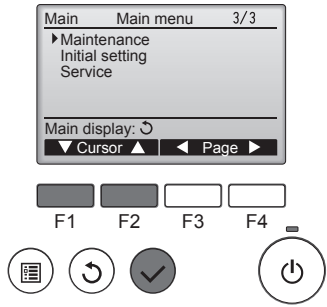 Main Main menu 3/3
Maintenance
Initial setting
Service
Main display:
Cursor Page
F1 F2 F3 F4